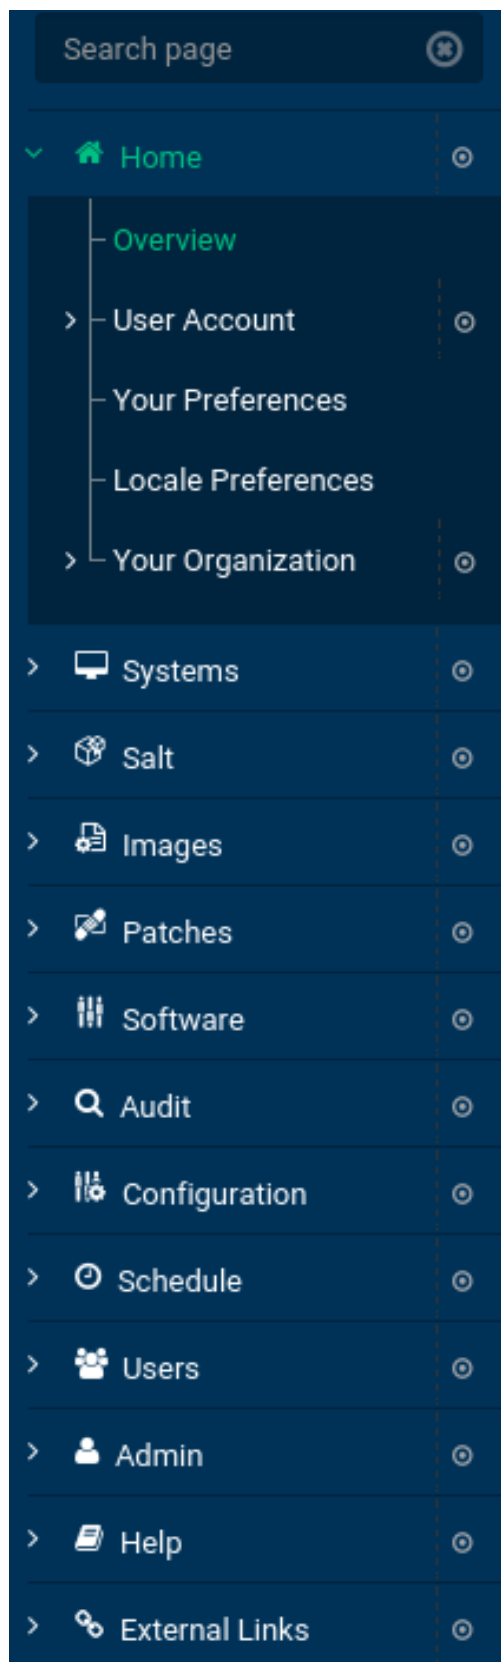 Search page
Home
Overview
User Account
Your Preferences
Locale Preferences
Your Organization
Systems
Salt
Images
Patches
Software
Audit
Configuration
Schedule
Users
Admin
Help
External Links